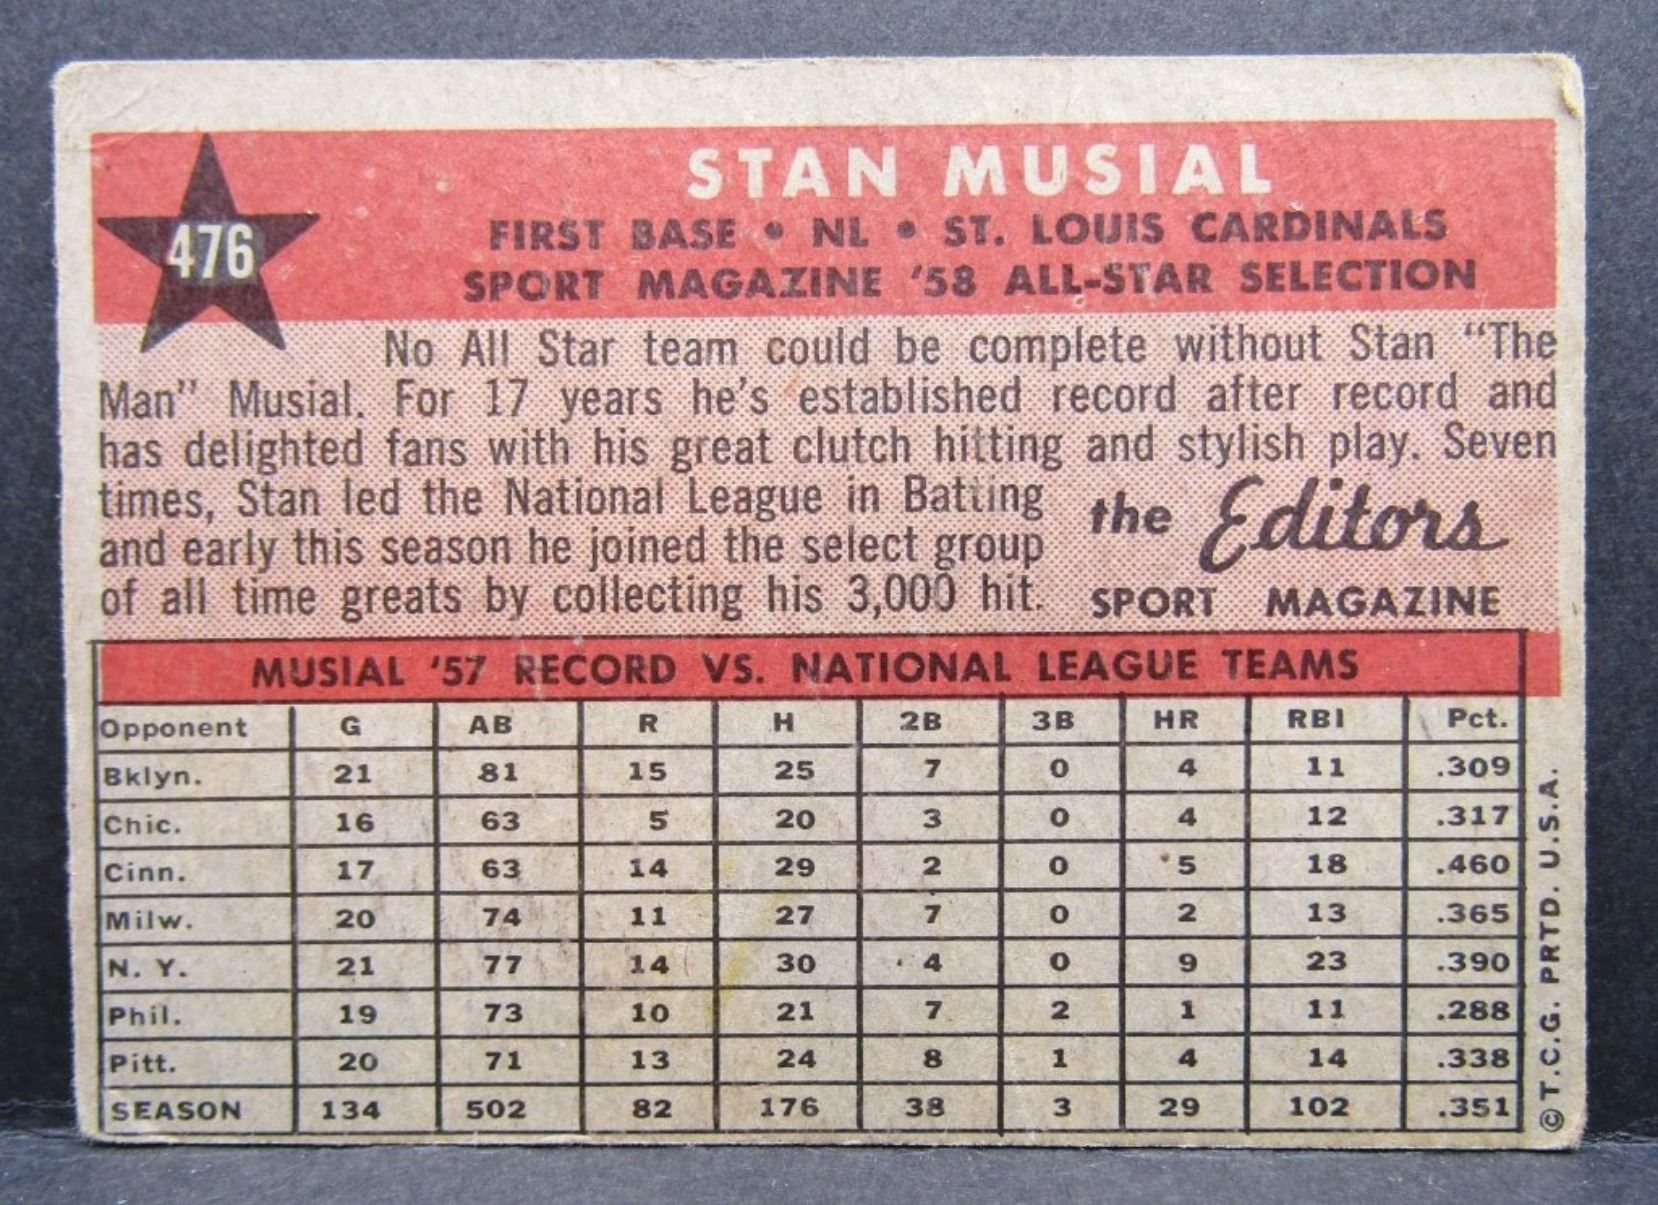 476
STAN MUSIAL
FIRST BASE • NL • ST. LOUIS CARDINALS
SPORT MAGAZINE '58 ALL-STAR SELECTION
No All Star team could be complete without Stan “The
Man” Musial. For 17 years he's established record after record and
has delighted fans with his great clutch hitting and stylish play. Seven
times, Stan led the National League in Batting
and early this season he joined the select group
of all time greats by collecting his 3,000 hit.
the Editors
SPORT MAGAZINE
MUSIAL '57 RECORD VS. NATIONAL LEAGUE TEAMS
Opponent G AB R H 2B 3B HR RBI Pct.
Bklyn. 21 81 15 25 7 0 4 11 .309
Chic. 16 63 5 20 3 0 4 12 .317
Cinn. 17 63 14 29 2 0 5 18 .460
Milw. 20 74 11 27 7 0 2 13 .365
N. Y. 21 77 14 30 4 0 9 23 .390
Phil. 19 73 10 21 7 2 1 11 .288
Pitt. 20 71 13 24 8 1 4 14 .338
SEASON 134 502 82 176 38 3 29 102 .351
© T.C.G. PRTD. U.S.A.